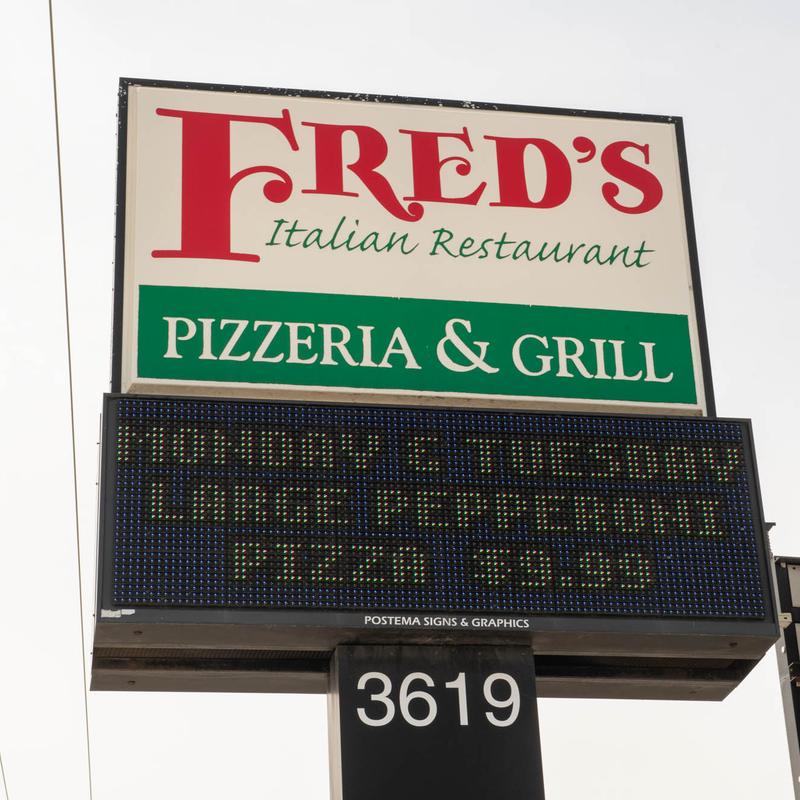 FRED'S
Italian Restaurant
PIZZERIA & GRILL
MONDAY & TUESDAY
LARGE PEPPERONI
PIZZA $9.99
POSTEMA SIGNS & GRAPHICS
3619